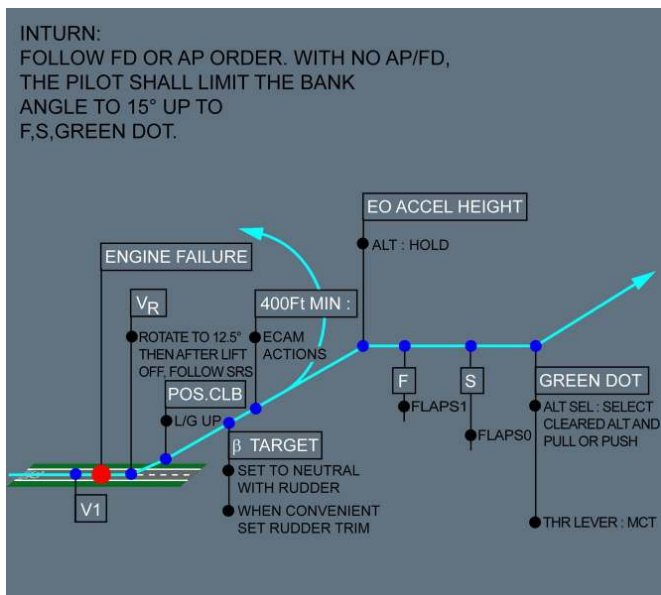 INTURN:
FOLLOW FD OR AP ORDER. WITH NO AP/FD,
THE PILOT SHALL LIMIT THE BANK
ANGLE TO 15° UP TO
F,S,GREEN DOT.
EO ACCEL HEIGHT
ALT : HOLD
ENGINE FAILURE
VR
ROTATE TO 12.5°
THEN AFTER LIFT
OFF, FOLLOW SRS
400Ft MIN :
ECAM
ACTIONS
POS.CLB
L/G UP
β TARGET
SET TO NEUTRAL
WITH RUDDER
WHEN CONVENIENT
SET RUDDER TRIM
V1
F
FLAPS1
S
FLAPS0
GREEN DOT
ALT SEL : SELECT
CLEARED ALT AND
PULL OR PUSH
THR LEVER : MCT